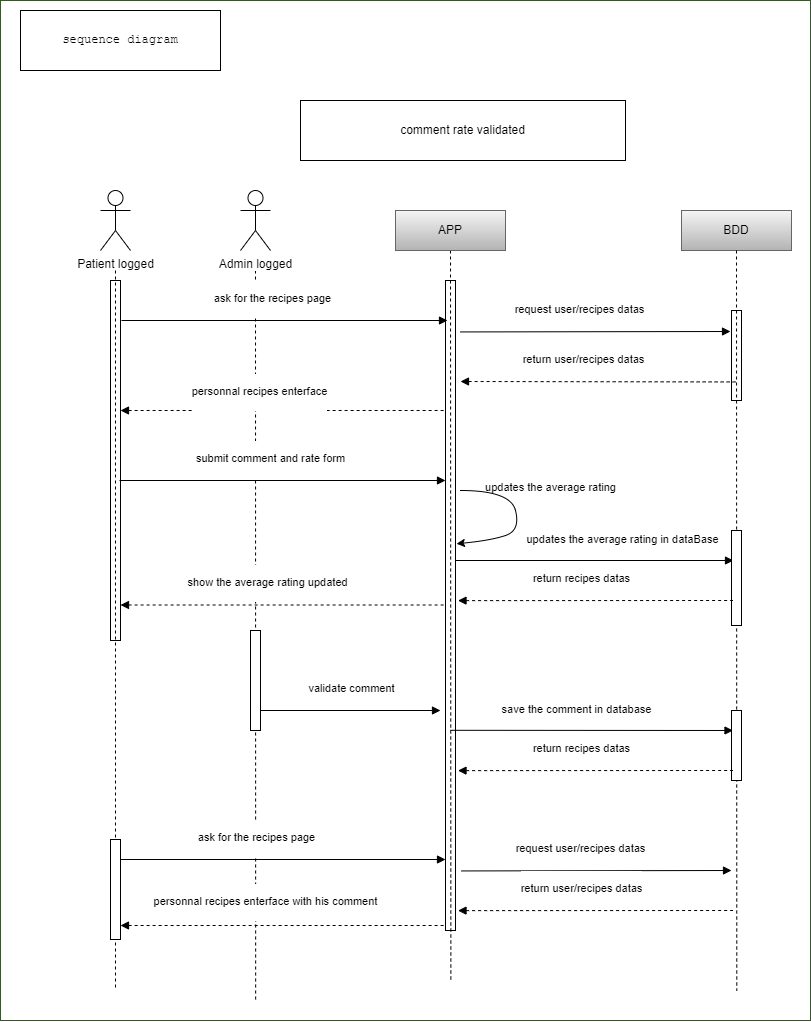 sequence diagram
comment rate validated
Patient logged
Admin logged
APP
BDD
ask for the recipes page
request user/recipes datas
return user/recipes datas
personnal recipes enterface
submit comment and rate form
updates the average rating
updates the average rating in dataBase
return recipes datas
show the average rating updated
validate comment
save the comment in database
return recipes datas
ask for the recipes page
request user/recipes datas
return user/recipes datas
personnal recipes enterface with his comment